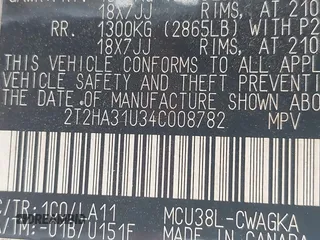 18X7JJ RIMS, AT 210
RR. 1300KG (2865LB) WITH P2
18X7JJ RIMS, AT 210
THIS VEHICLE CONFORMS TO ALL APPL
VEHICLE SAFETY AND THEFT PREVENTI
OF MANUFACTURE SHOWN ABO
2T2HA31U34C008782 MPV
C/TR:1C0/LA11 MCU38L-CWAGKA
/TM:-01B/U151F MADE IN CANADA